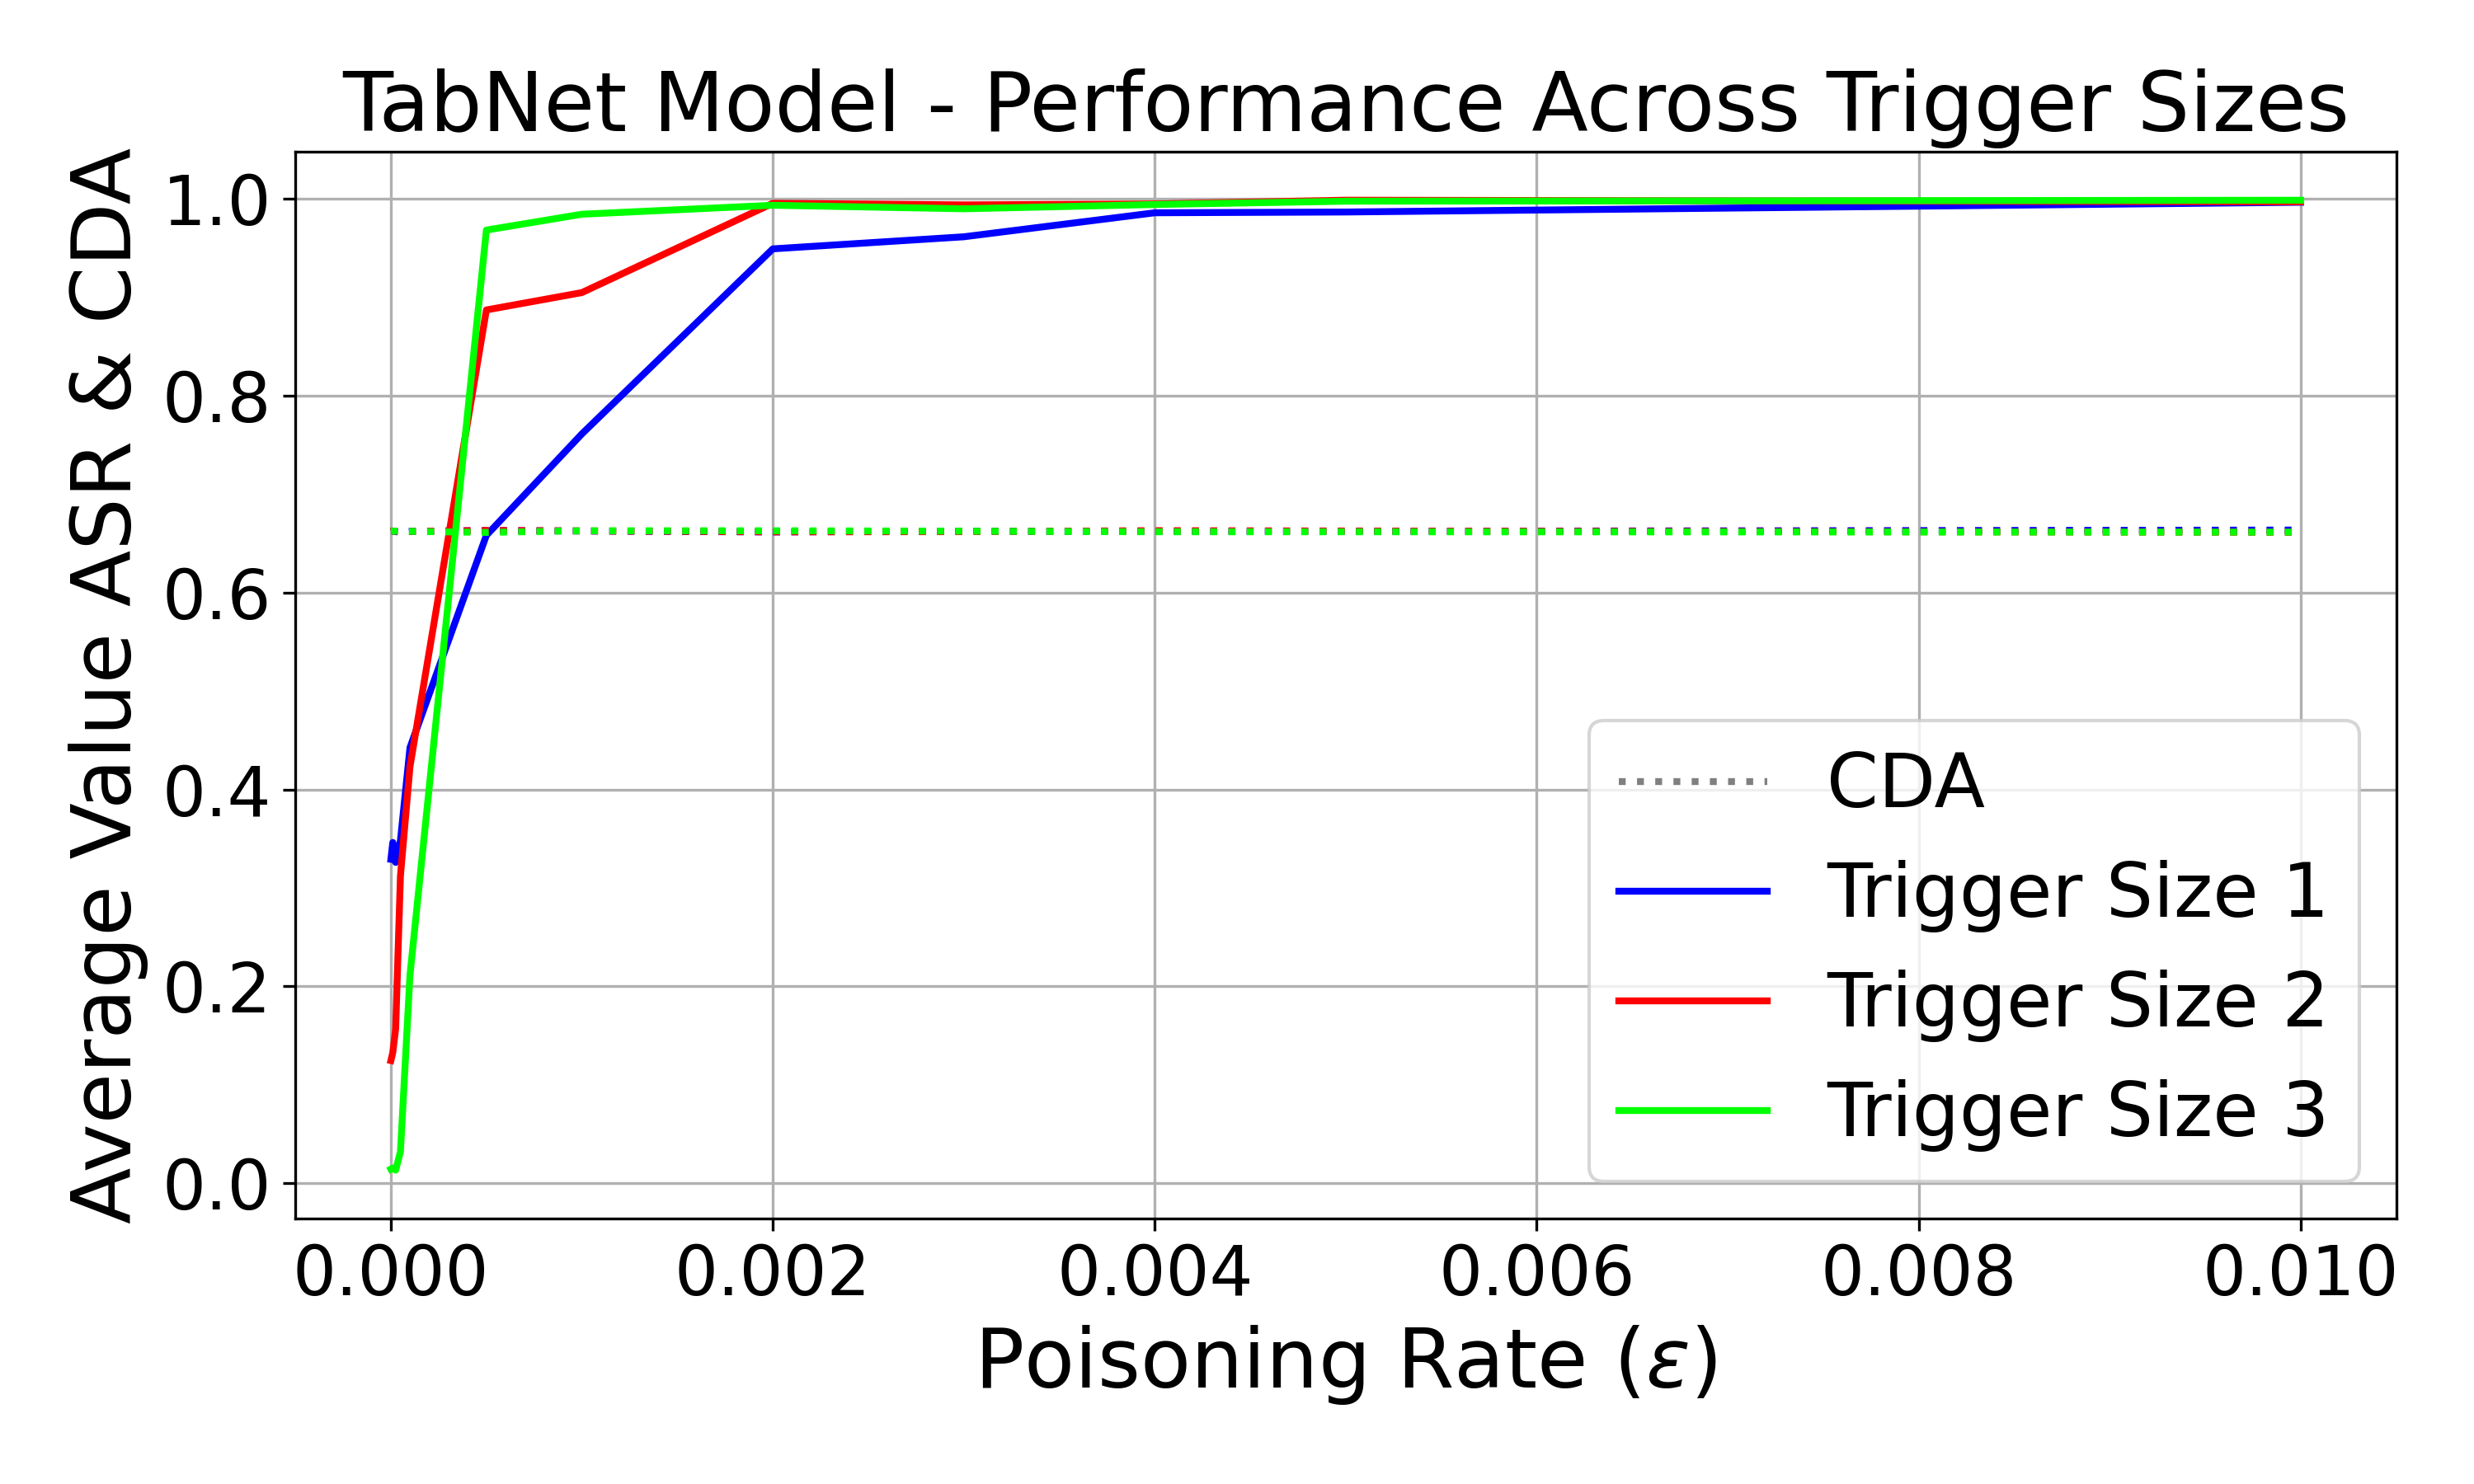 TabNet Model - Performance Across Trigger Sizes
Average Value ASR & CDA
1.0
0.8
0.6
0.4
0.2
0.0
CDA
Trigger Size 1
Trigger Size 2
Trigger Size 3
0.000 0.002 0.004 0.006 0.008 0.010
Poisoning Rate (ε)